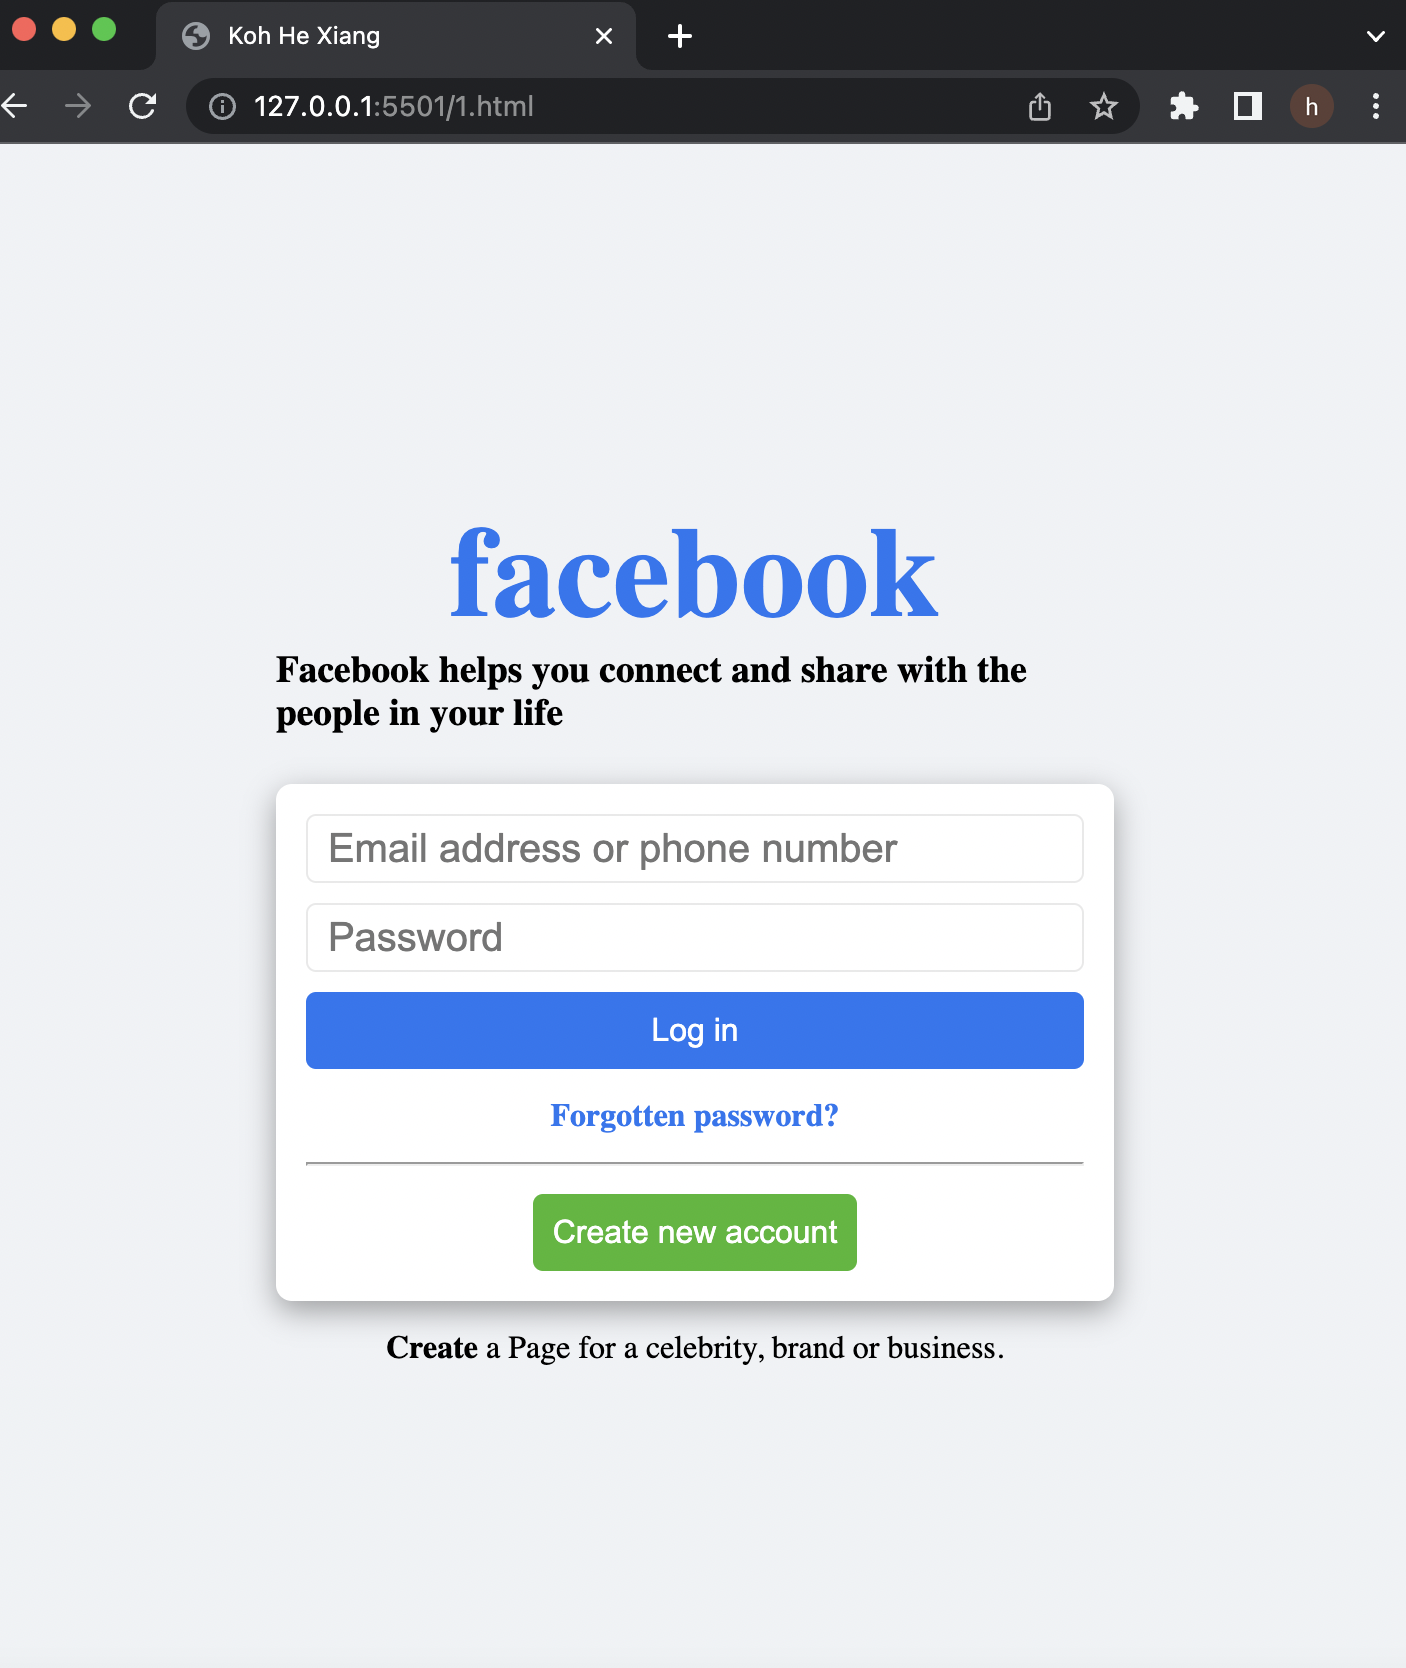 Koh He Xiang
127.0.0.1:5501/1.html
h
facebook
Facebook helps you connect and share with the
people in your life
Email address or phone number
Password
Log in
Forgotten password?
Create new account
Create a Page for a celebrity, brand or business.